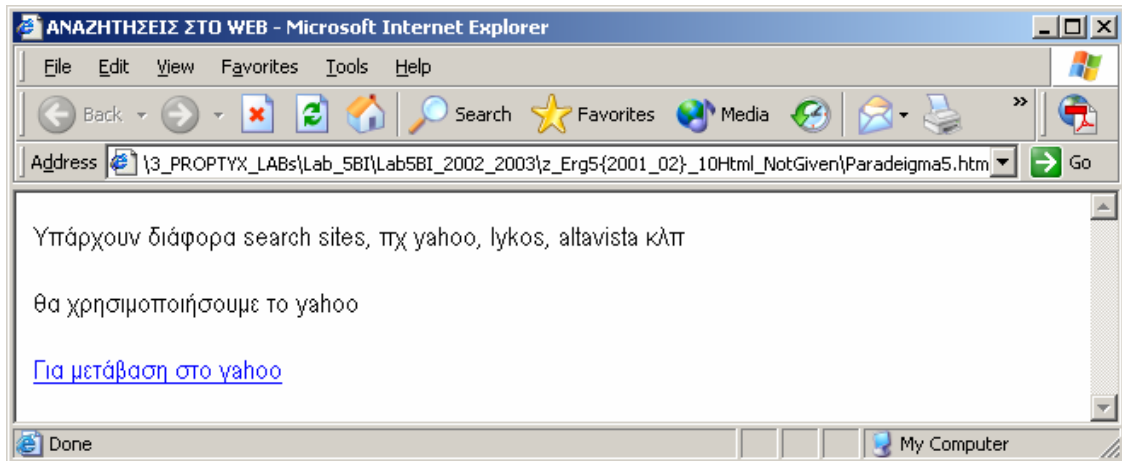 ΑΝΑΖΗΤΗΣΕΙΣ ΣΤΟ WEB - Microsoft Internet Explorer
File Edit View Favorites Tools Help
Back Search Favorites Media »
Address \3_PROPTYX_LABs\Lab_5BI\Lab5BI_2002_2003\z_Erg5{2001_02}_10Html_NotGiven\Paradeigma5.htm Go
Υπάρχουν διάφορα search sites, πχ yahoo, lykos, altavista κλπ
θα χρησιμοποιήσουμε το yahoo
Για μετάβαση στο yahoo
Done My Computer